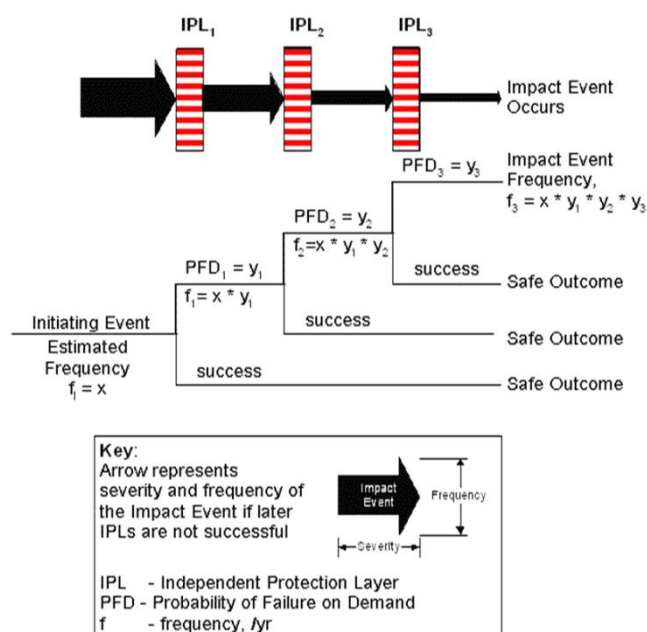 IPL1 IPL2 IPL3
Impact Event
Occurs
PFD3 = y3
Impact Event
Frequency,
f3 = x * y1 * y2 * y3
PFD2 = y2
f2=x * y1 * y2
success
Safe Outcome
PFD1 = y1
f1= x * y1
success
Safe Outcome
Initiating Event
Estimated
Frequency
fi = x
success
Safe Outcome
Key:
Arrow represents
severity and frequency of
the Impact Event if later
IPLs are not successful
Impact
Event
Frequency
Severity
IPL - Independent Protection Layer
PFD - Probability of Failure on Demand
f - frequency, /yr